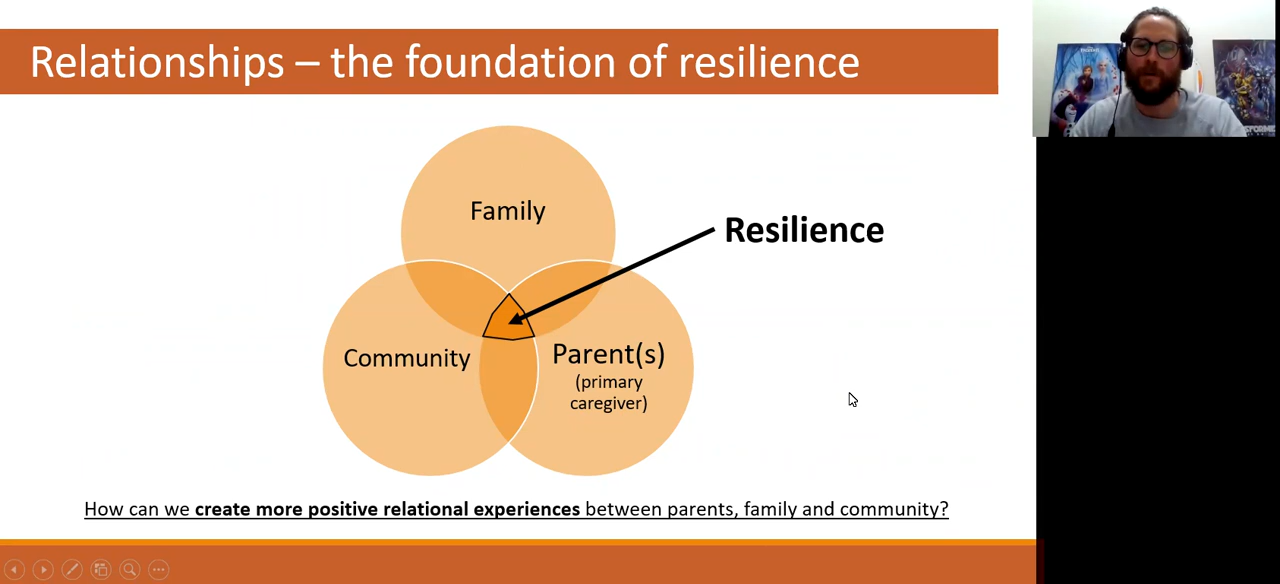 Relationships – the foundation of resilience
Family
Resilience
Community
Parent(s)
(primary
caregiver)
How can we create more positive relational experiences between parents, family and community?